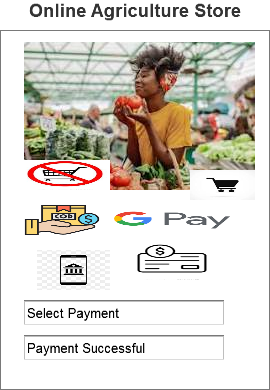 Online Agriculture Store
COD $
G Pay
$
Select Payment
Payment Successful